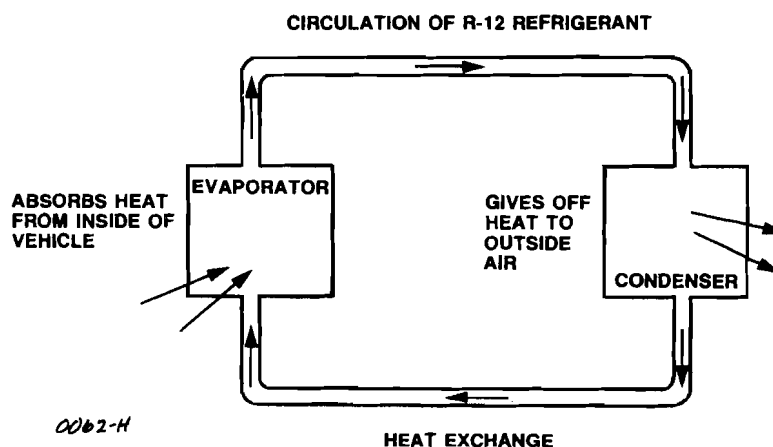 CIRCULATION OF R-12 REFRIGERANT
EVAPORATOR
ABSORBS HEAT
FROM INSIDE OF
VEHICLE
GIVES OFF
HEAT TO
OUTSIDE
AIR
CONDENSER
0062-H
HEAT EXCHANGE